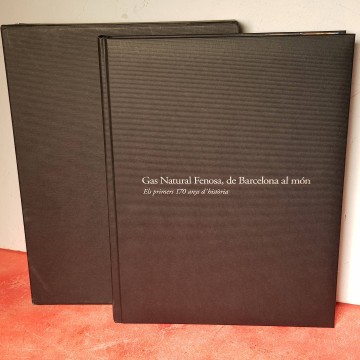 Gas Natural Fenosa, de Barcelona al món
Els primers 170 anys d'història